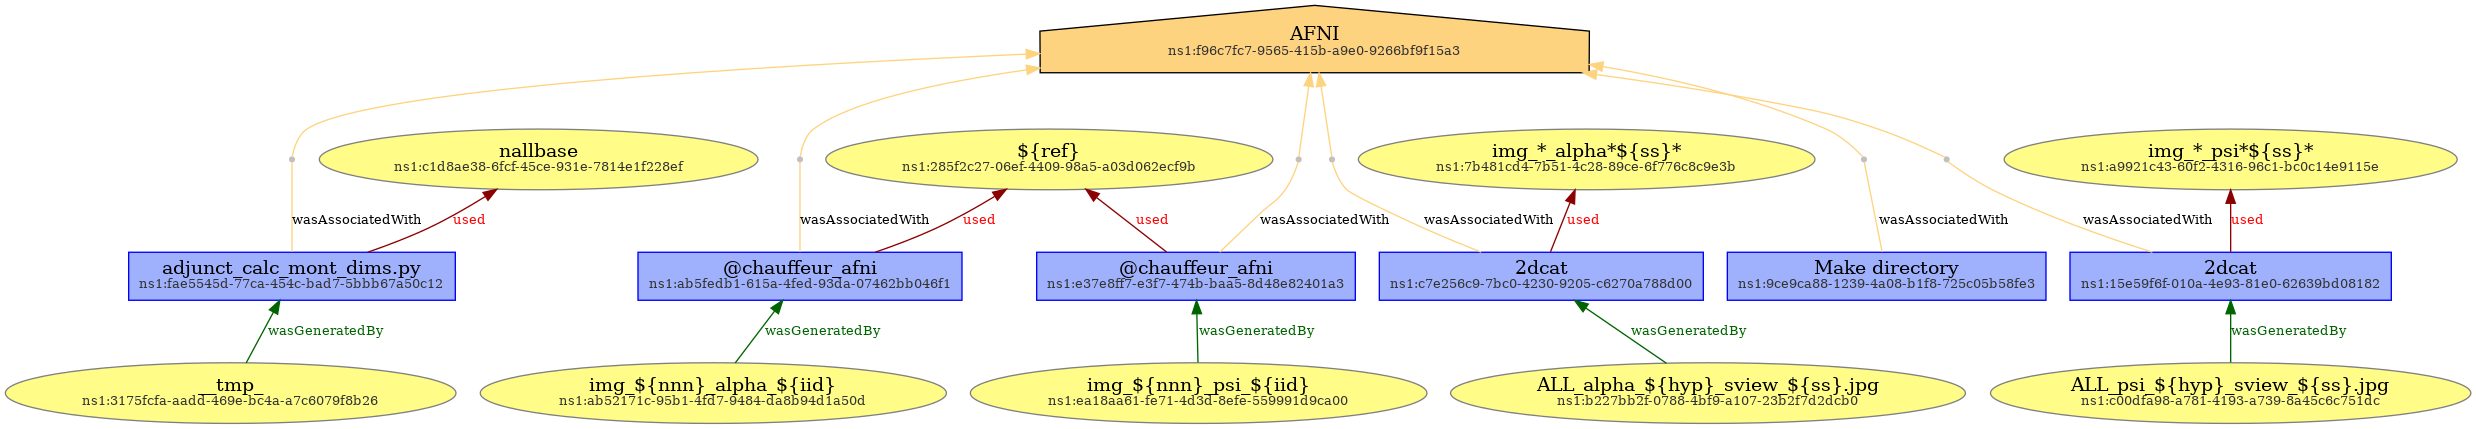 AFNI
ns1:f96c7fc7-9565-415b-a9e0-9266bf9f15a3
nallbase
ns1:c1d8ae38-6fcf-45ce-931e-7814e1f228ef
${ref}
ns1:285f2c27-06ef-4409-98a5-a03d062ecf9b
img_*_alpha*${ss}*
ns1:7b481cd4-7b51-4c28-89ce-6f776c8c9e3b
img_*_psi*${ss}*
ns1:a9921c43-60f2-4316-96c1-bc0c14e9115e
wasAssociatedWith
used
wasAssociatedWith
used
used
wasAssociatedWith
wasAssociatedWith
used
wasAssociatedWith
wasAssociatedWith
used
adjunct_calc_mont_dims.py
ns1:fae5545d-77ca-454c-bad7-5bbb67a50c12
@chauffeur_afni
ns1:ab5fedb1-615a-4fed-93da-07462bb046f1
@chauffeur_afni
ns1:e37e8ff7-e3f7-474b-baa5-8d48e82401a3
2dcat
ns1:c7e256c9-7bc0-4230-9205-c6270a788d00
Make directory
ns1:9ce9ca88-1239-4a08-b1f8-725c05b58fe3
2dcat
ns1:15e59f6f-010a-4e93-81e0-62639bd08182
wasGeneratedBy
wasGeneratedBy
wasGeneratedBy
wasGeneratedBy
wasGeneratedBy
__tmp_
ns1:3175fcfa-aadd-469e-bc4a-a7c6079f8b26
img_${nnn}_alpha_${iid}
ns1:ab52171c-95b1-4fd7-9484-da8b94d1a50d
img_${nnn}_psi_${iid}
ns1:ea18aa61-fe71-4d3d-8efe-559991d9ca00
ALL_alpha_${hyp}_sview_${ss}.jpg
ns1:b227bb2f-0788-4bf9-a107-23b2f7d2dcb0
ALL_psi_${hyp}_sview_${ss}.jpg
ns1:c00dfa98-a781-4193-a739-8a45c6c751dc